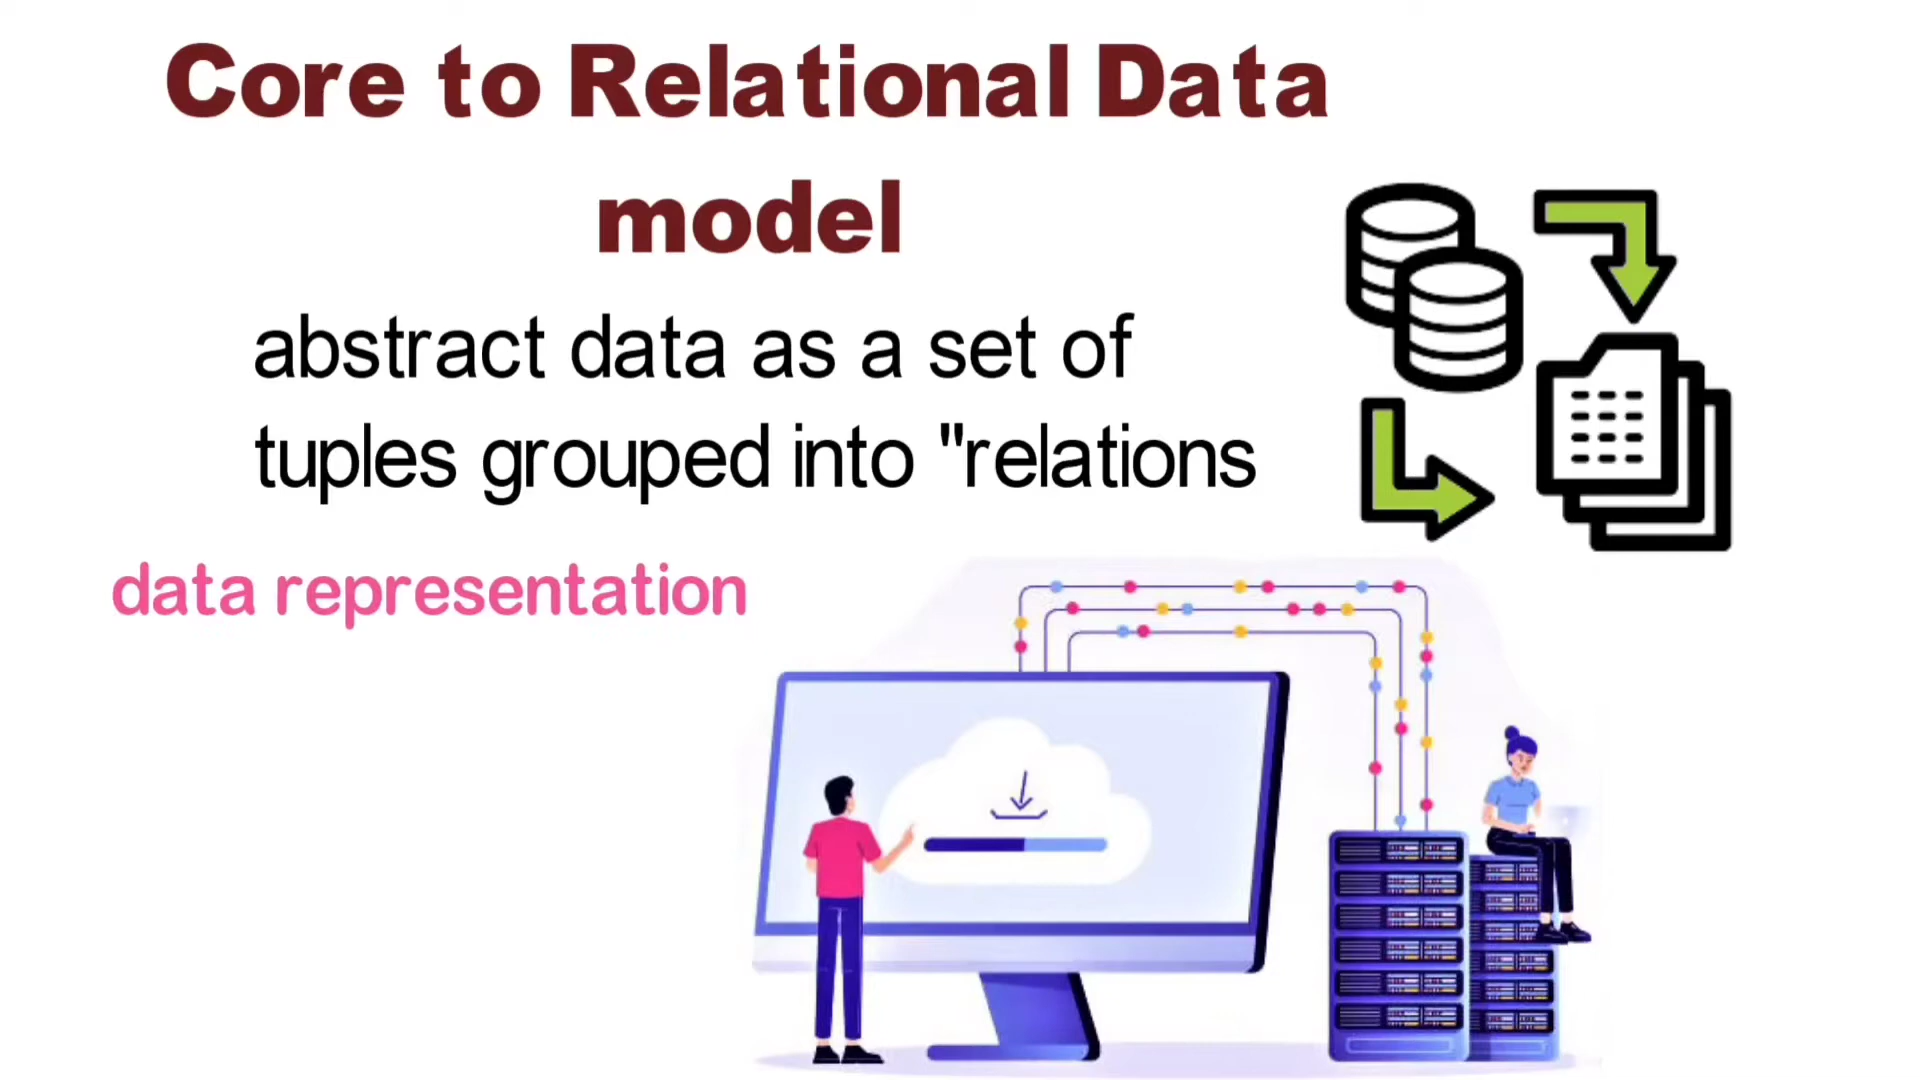 Core to Relational Data
model
abstract data as a set of
tuples grouped into "relations
data representation